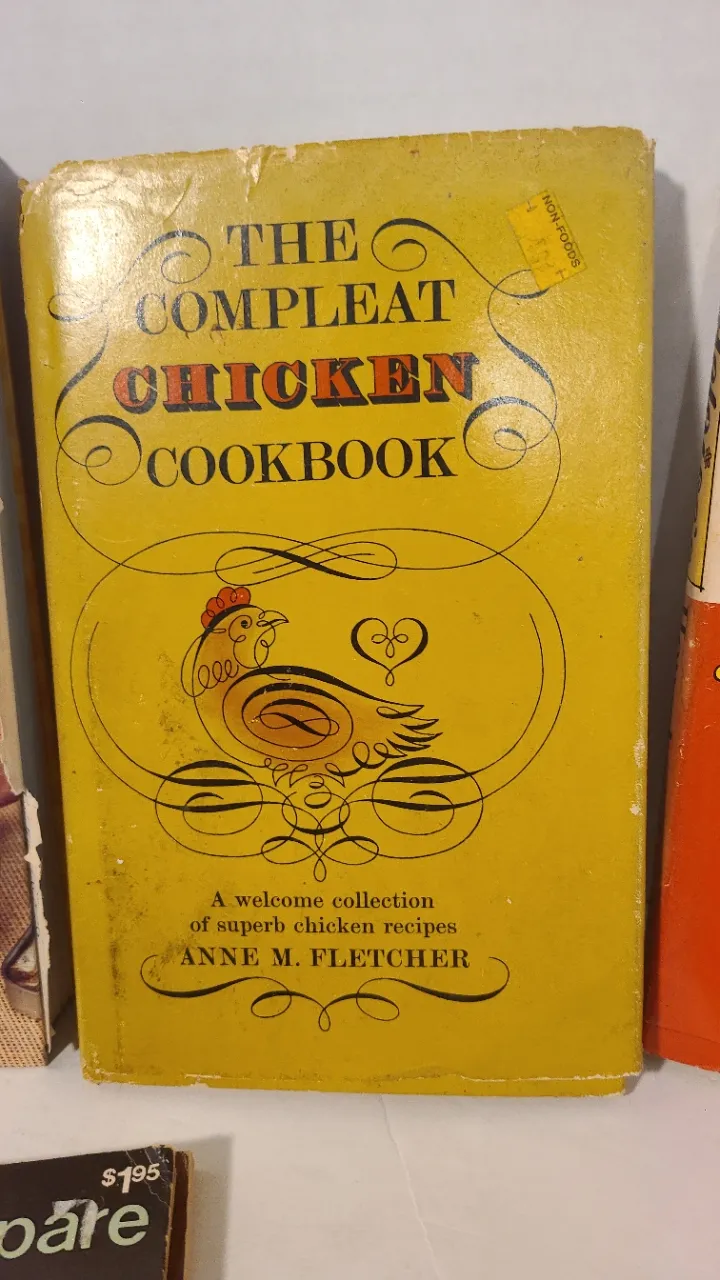 THE
COMPLEAT
CHICKEN
COOKBOOK
NON-FOODS
A welcome collection
of superb chicken recipes
ANNE M. FLETCHER
$1.95
pare